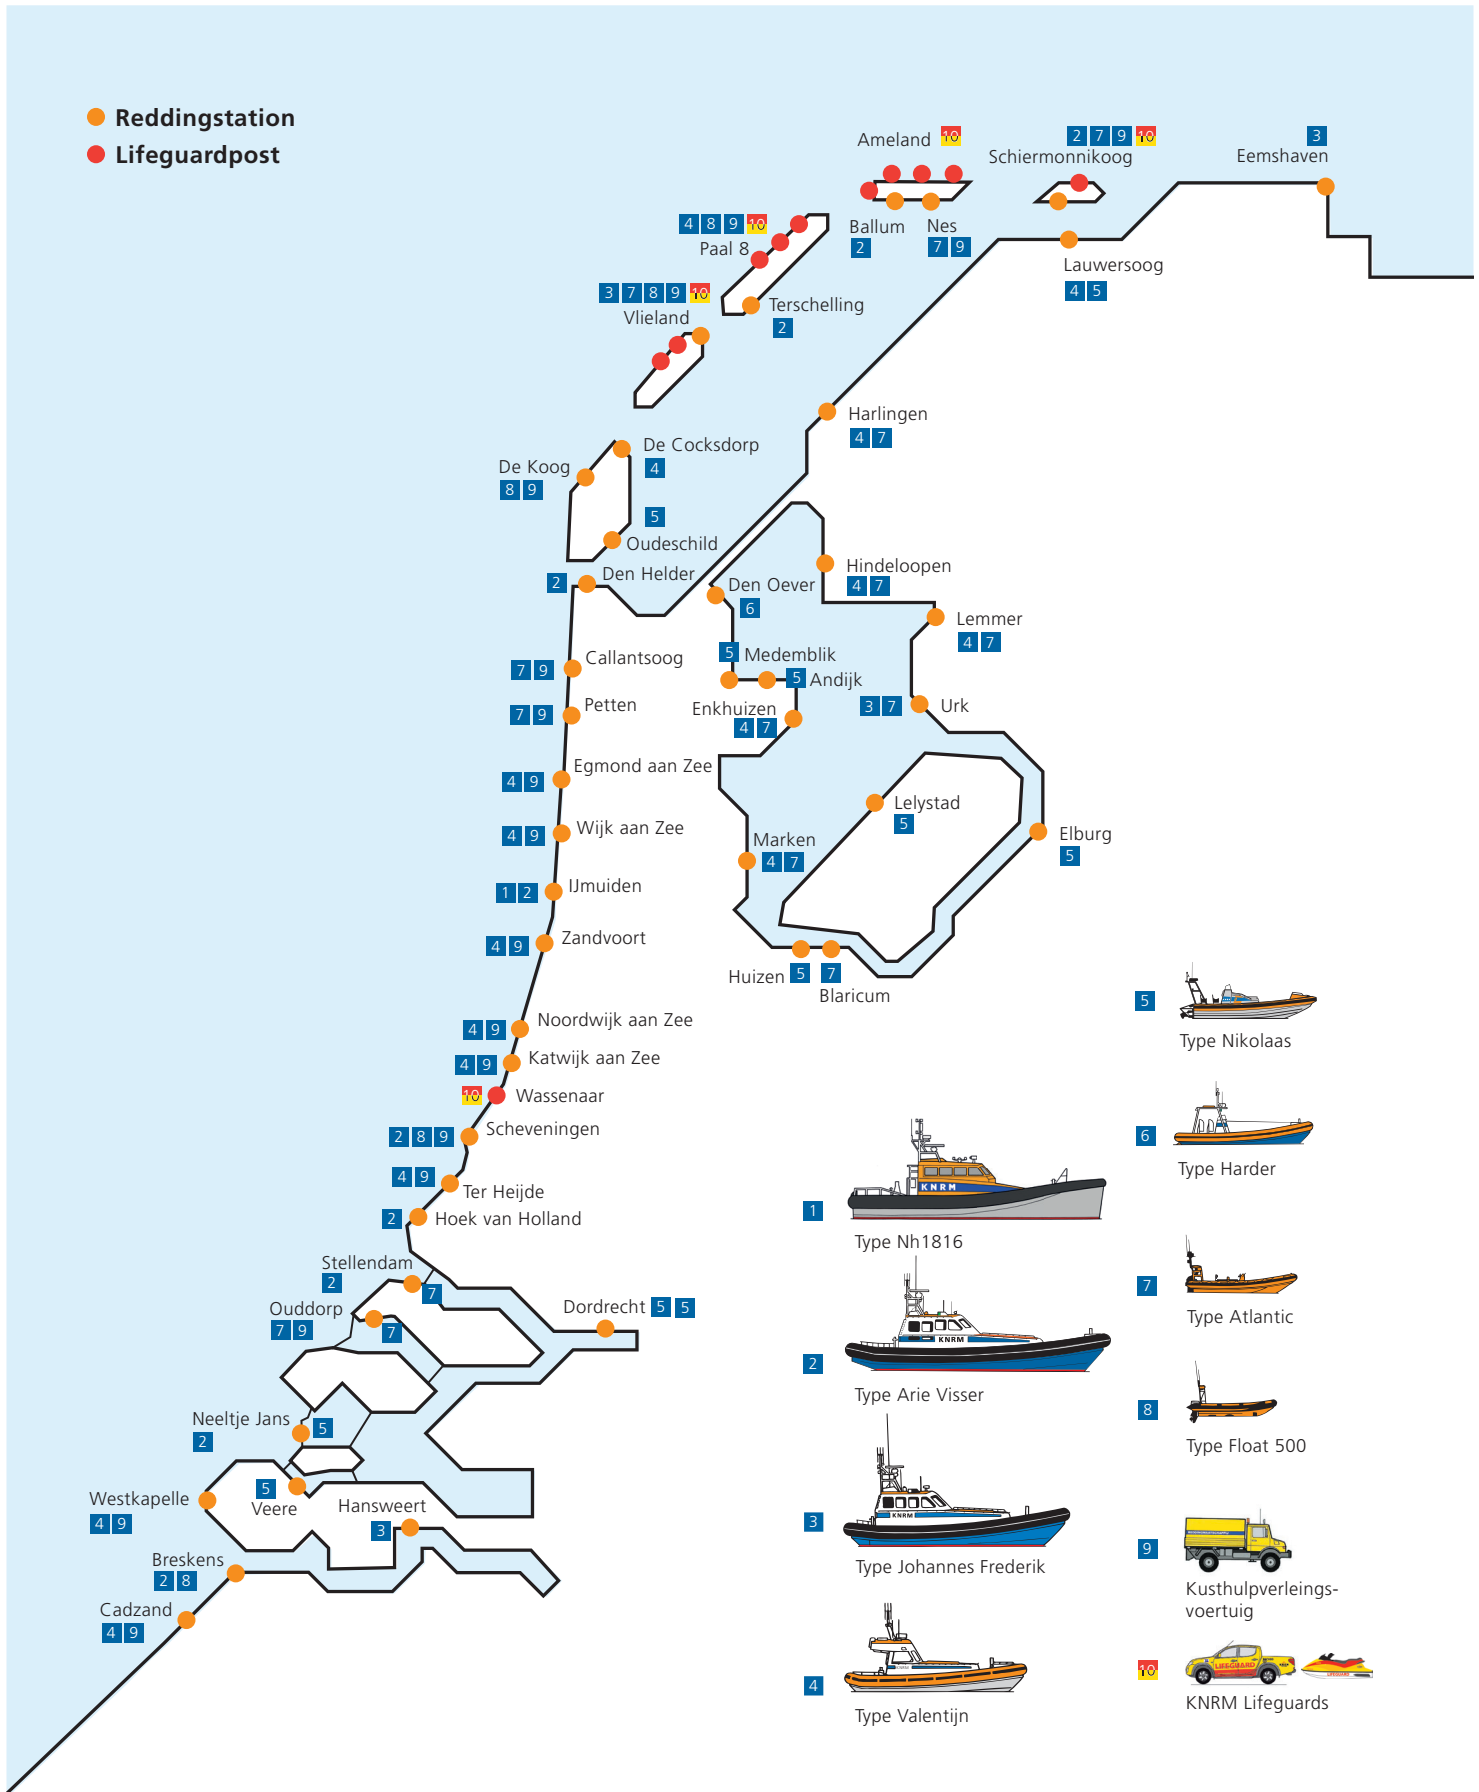 Reddingstation
Lifeguardpost
Ameland 10
2 7 9 10
Schiermonnikoog
3
Eemshaven
4 8 9 10
Paal 8
Ballum
2
Nes
7 9
Lauwersoog
4 5
3 7 8 9 10
Vlieland
Terschelling
2
Harlingen
4 7
De Cocksdorp
4
De Koog
8 9
5
Oudeschild
2 Den Helder
Den Oever
6
Hindeloopen
4 7
Lemmer
4 7
7 9 Callantsoog
5 Medemblik
5 Andijk
7 9 Petten
Enkhuizen
4 7
3 7 Urk
4 9 Egmond aan Zee
4 9 Wijk aan Zee
Lelystad
5
Marken
4 7
Elburg
5
1 2 IJmuiden
4 9 Zandvoort
Huizen 5
7
Blaricum
4 9 Noordwijk aan Zee
4 9 Katwijk aan Zee
10 Wassenaar
2 8 9 Scheveningen
4 9 Ter Heijde
2 Hoek van Holland
Stellendam
2
7
Ouddorp
7 9
7
Dordrecht 5 5
Neeltje Jans
2
5
5
Veere
Westkapelle
4 9
Hansweert
3
Breskens
2 8
Cadzand
4 9
KNRM
1
Type Nh1816
KNRM
2
Type Arie Visser
KNRM
3
Type Johannes Frederik
4
Type Valentijn
5
Type Nikolaas
6
Type Harder
7
Type Atlantic
8
Type Float 500
9
Kusthulpverleings-
voertuig
10
LIFEGUARD
LIFEGUARD
KNRM Lifeguards